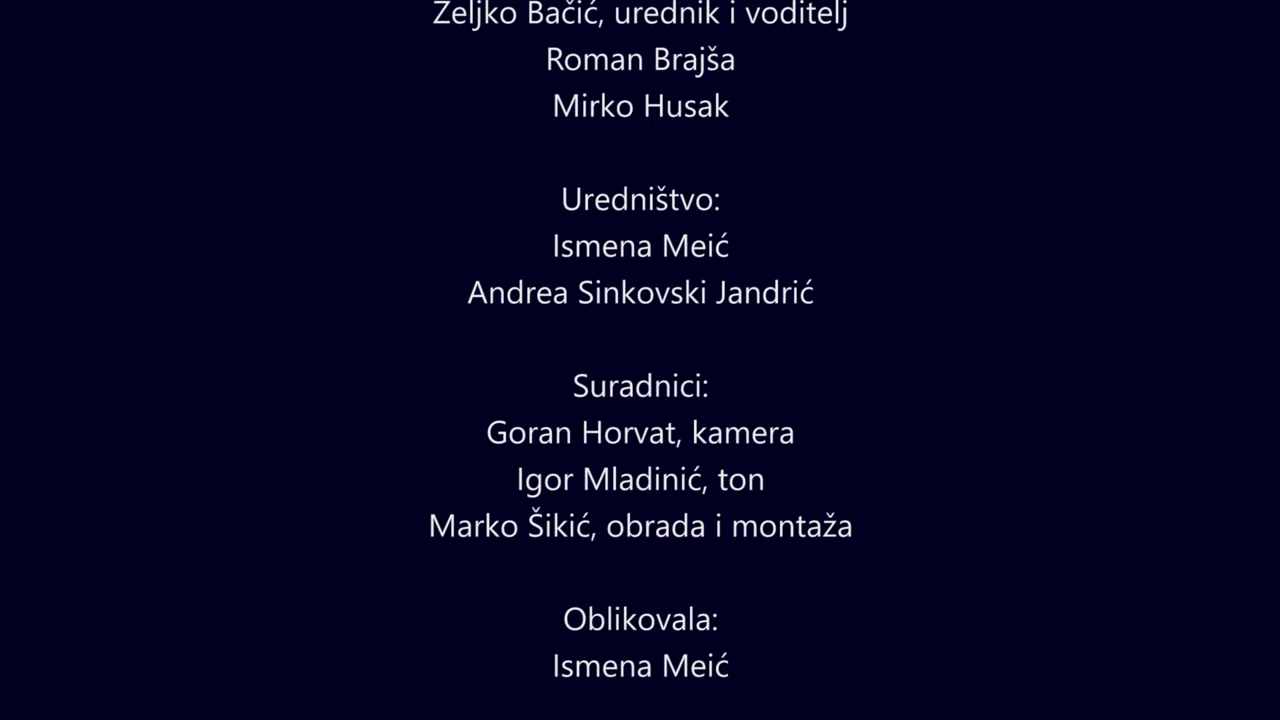 Željko Bačić, urednik i voditelj
Roman Brajša
Mirko Husak
Uredništvo:
Ismena Meić
Andrea Sinkovski Jandrić
Suradnici:
Goran Horvat, kamera
Igor Mladinić, ton
Marko Šikić, obrada i montaža
Oblikovala:
Ismena Meić